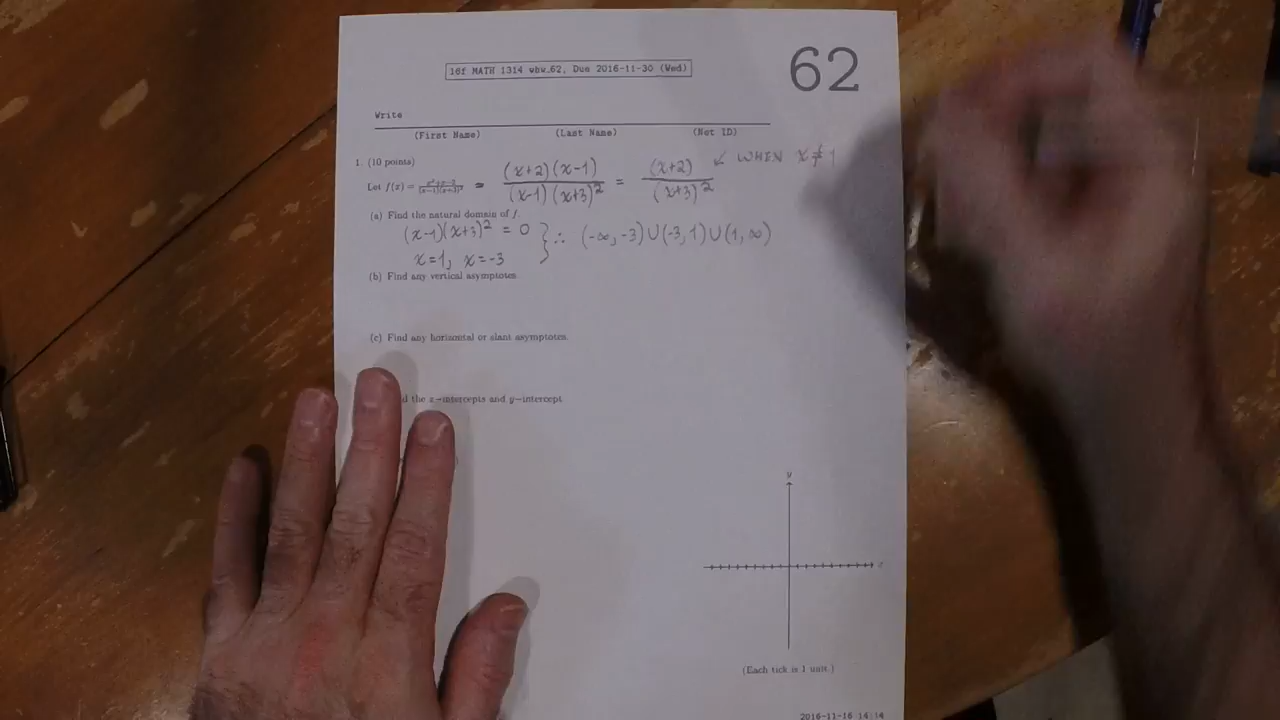 62
16f MATH 1314 vbw_62, Due 2016-11-30 (Wed)
Write
(First Name) (Last Name) (Net ID)
1. (10 points)
Let f(x) = = (x+2)(x-1) / (x-1)(x+3)² = (x+2) / (x+3)² ↙ WHEN x≠1
(a) Find the natural domain of f.
(x-1)(x+3)² = 0 } ∴ (-∞,-3)∪(-3,1)∪(1,∞)
x=1, x=-3
(b) Find any vertical asymptotes.
(c) Find any horizontal or slant asymptotes.
the x-intercepts and y-intercept
y
x
(Each tick is 1 unit.)
2016-11-16 14:14